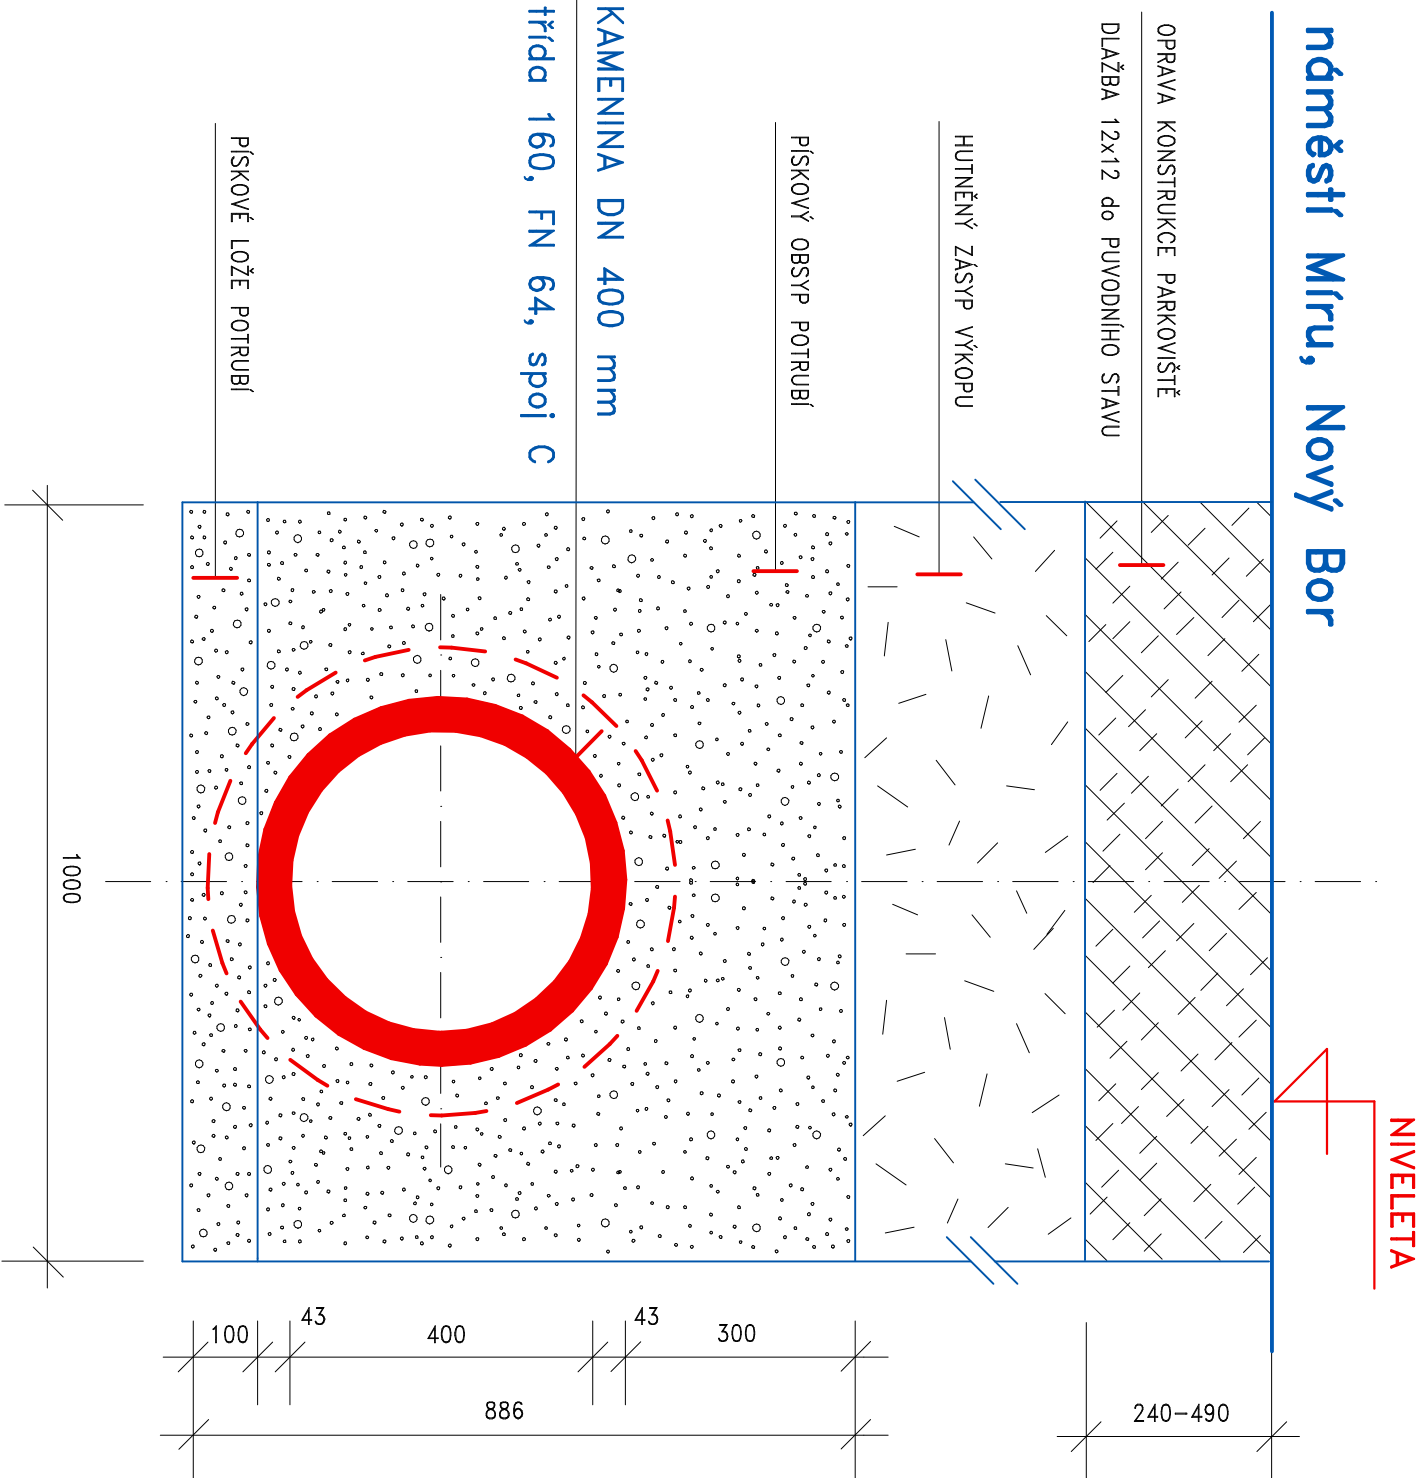 náměstí Míru, Nový Bor
NIVELETA
OPRAVA KONSTRUKCE PARKOVIŠTĚ
DLAŽBA 12x12 do PUVODNÍHO STAVU
HUTNĚNÝ ZÁSYP VÝKOPU
PÍSKOVÝ OBSYP POTRUBÍ
KAMENINA DN 400 mm
třída 160, FN 64, spoj C
PÍSKOVÉ LOŽE POTRUBÍ
240-490
300
43
400
43
100
886
1000